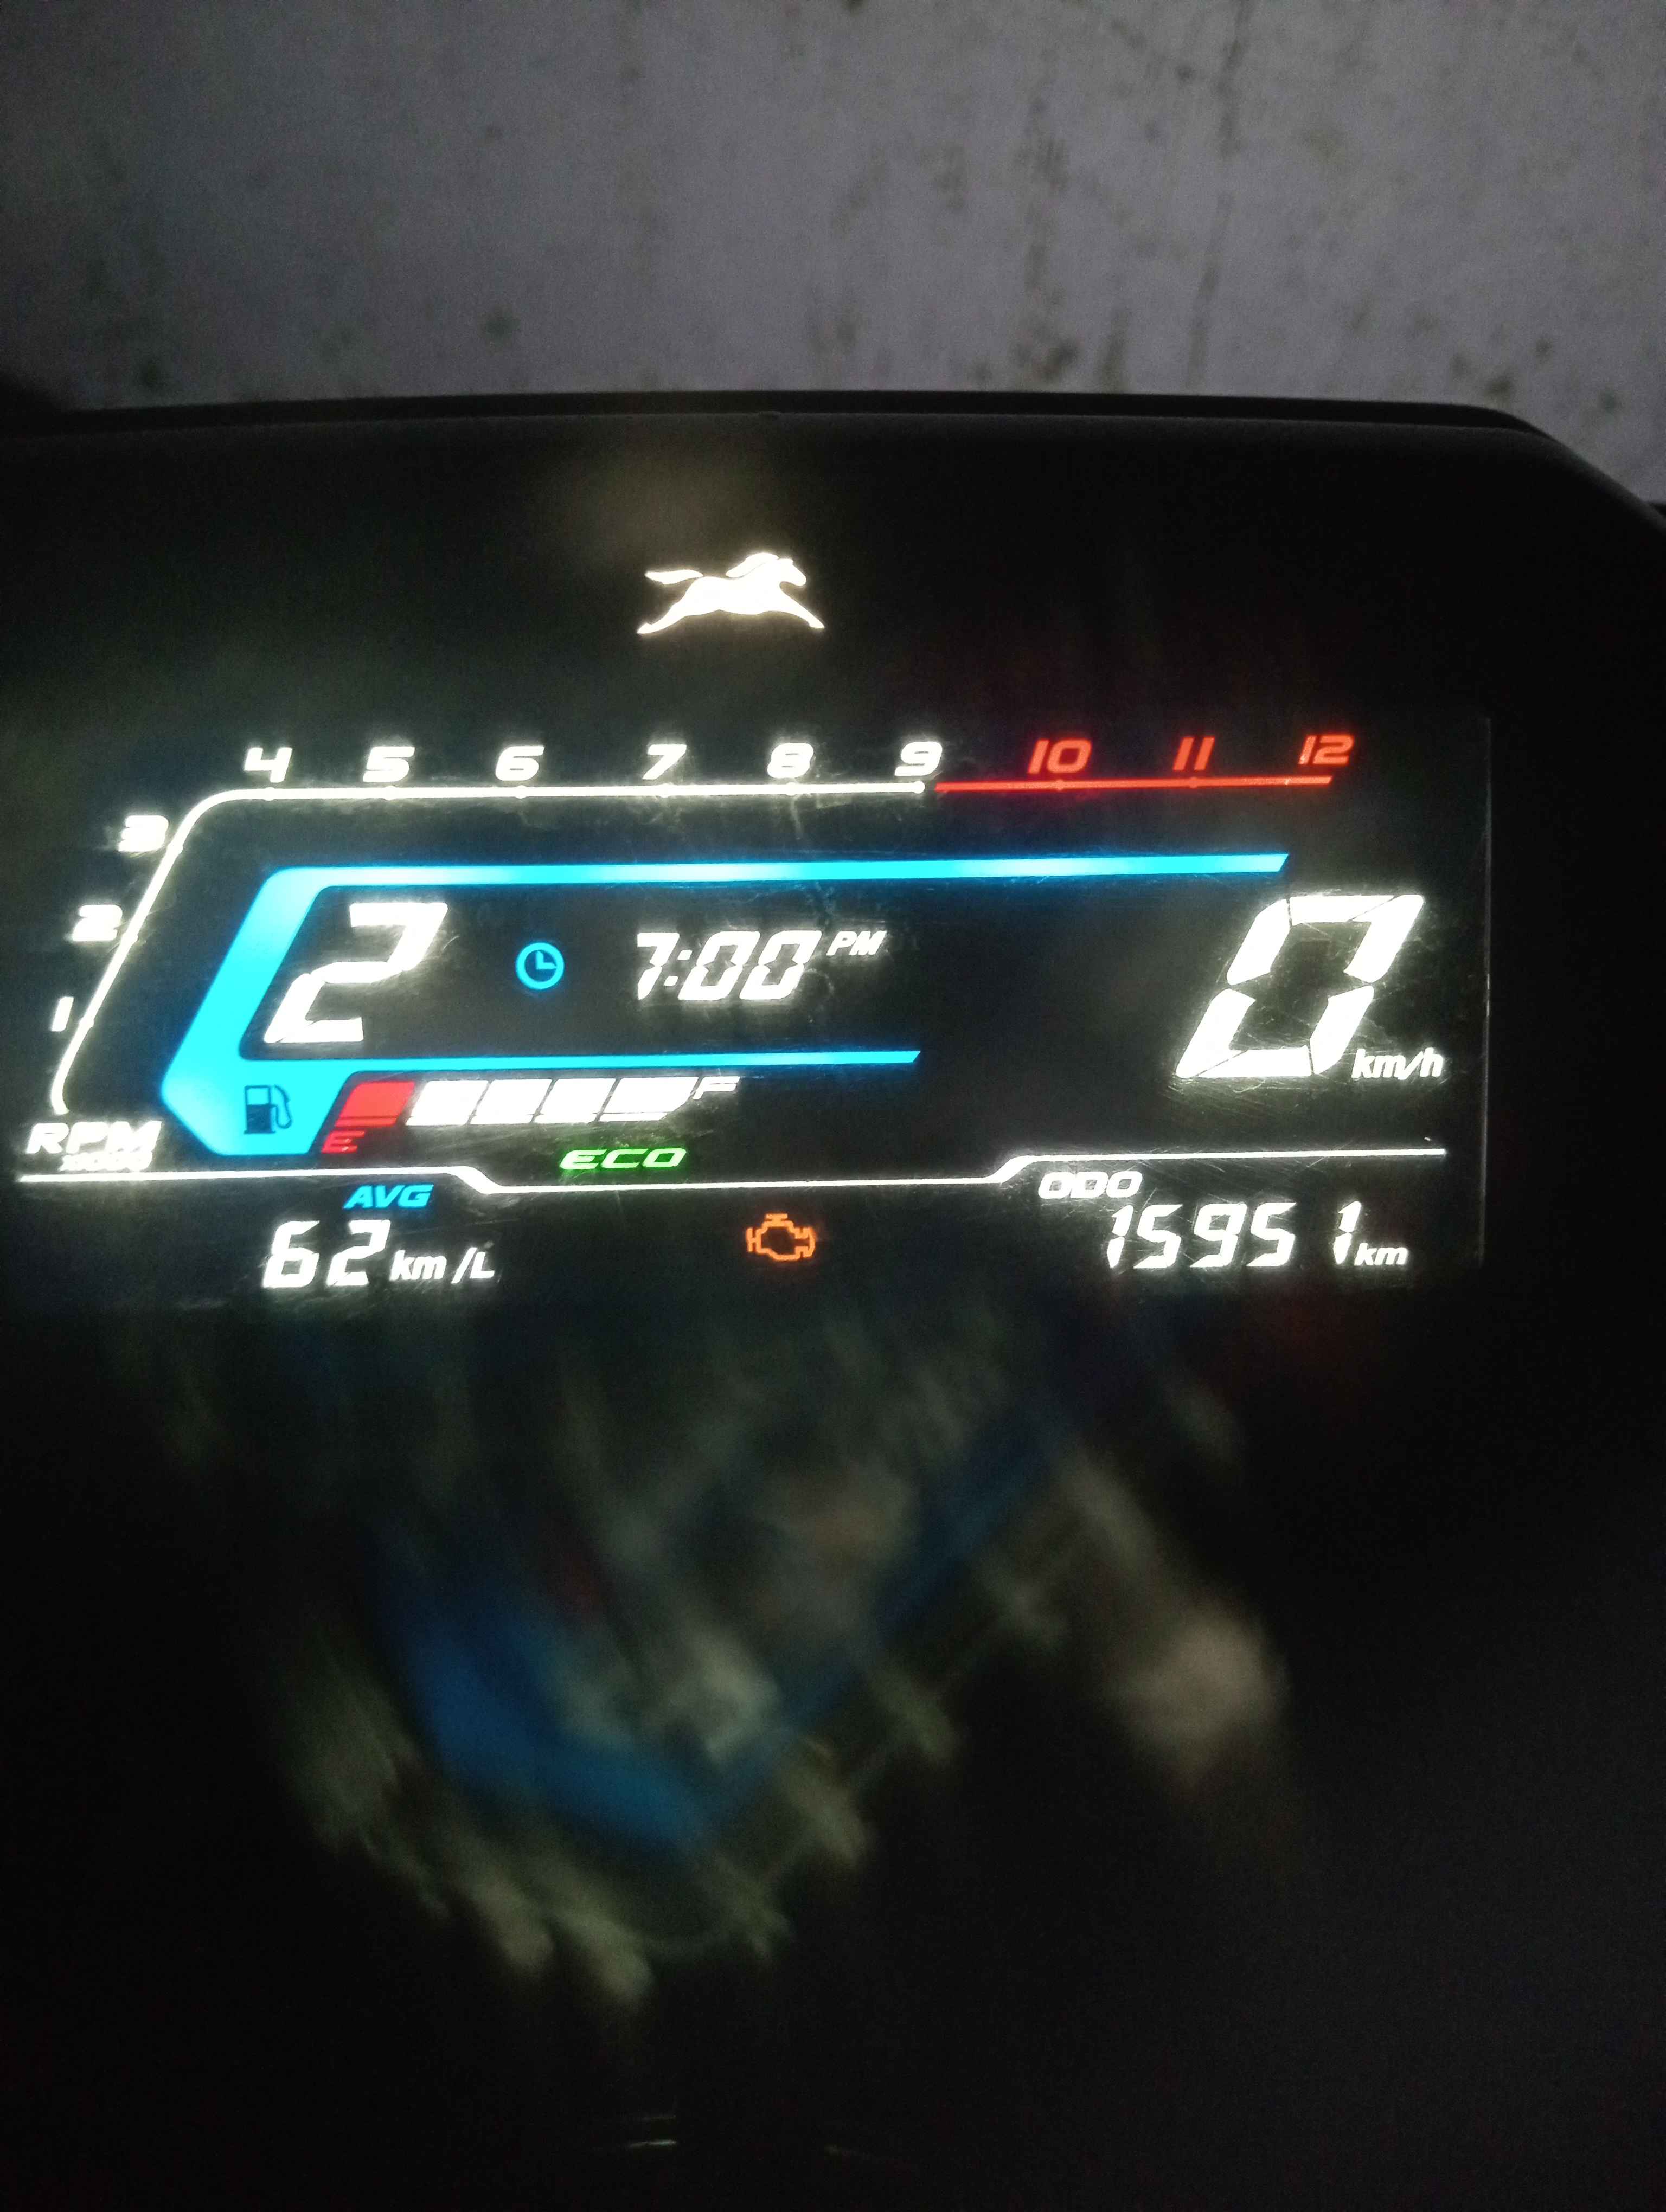 4 5 6 7 8 9 10 11 12
3
2
1
2 7:00 PM 0 km/h
RPM
E F
ECO
AVG ODO
62 km/L 15951 km